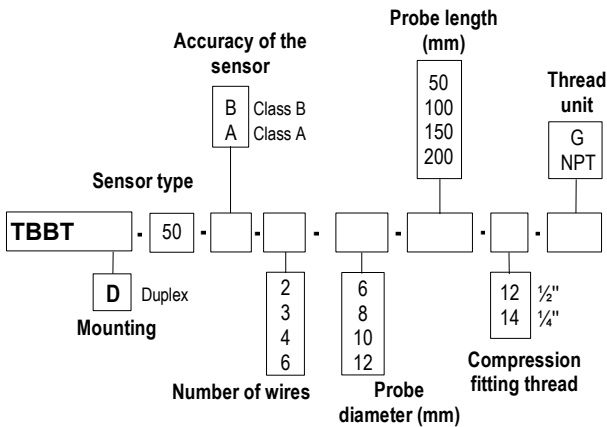 Probe length
(mm)
Accuracy of the
sensor
50
100
150
200
Thread
unit
B Class B
A Class A
G
NPT
Sensor type
TBBT - 50 - - - - - -
D Duplex
Mounting
2
3
4
6
Number of wires
6
8
10
12
Probe
diameter (mm)
12 ½"
14 ¼"
Compression
fitting thread